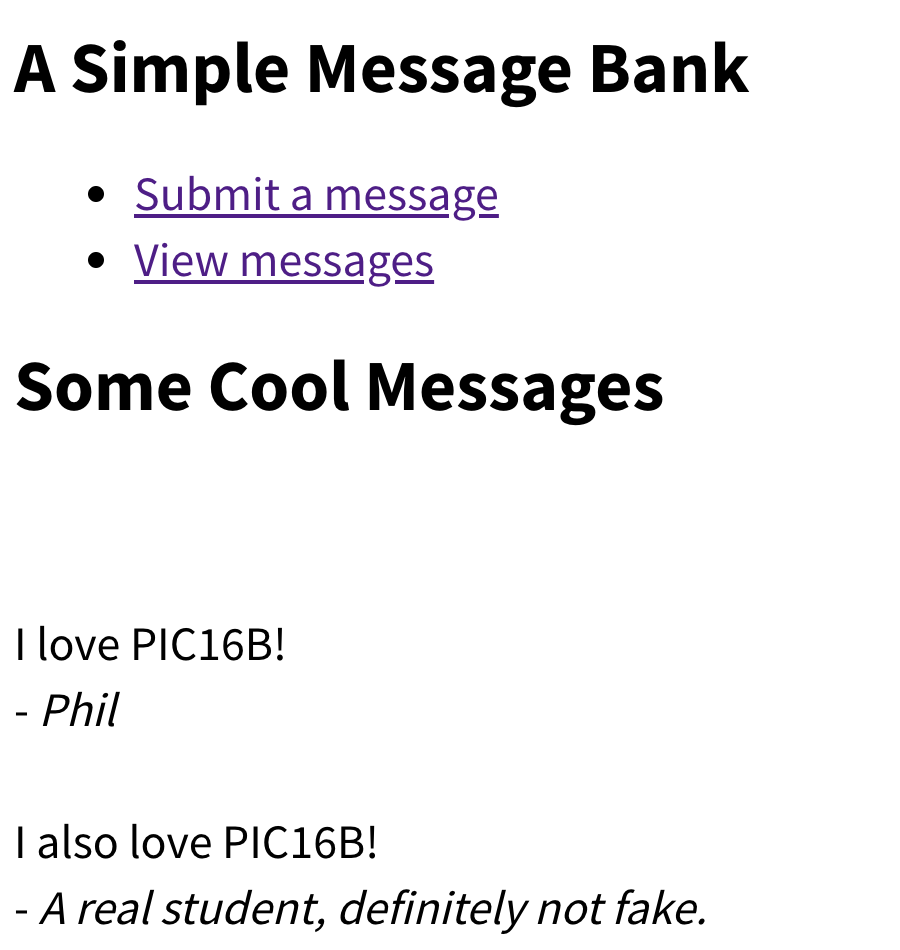 A Simple Message Bank
Submit a message
View messages
Some Cool Messages
I love PIC16B!
- Phil
I also love PIC16B!
- A real student, definitely not fake.